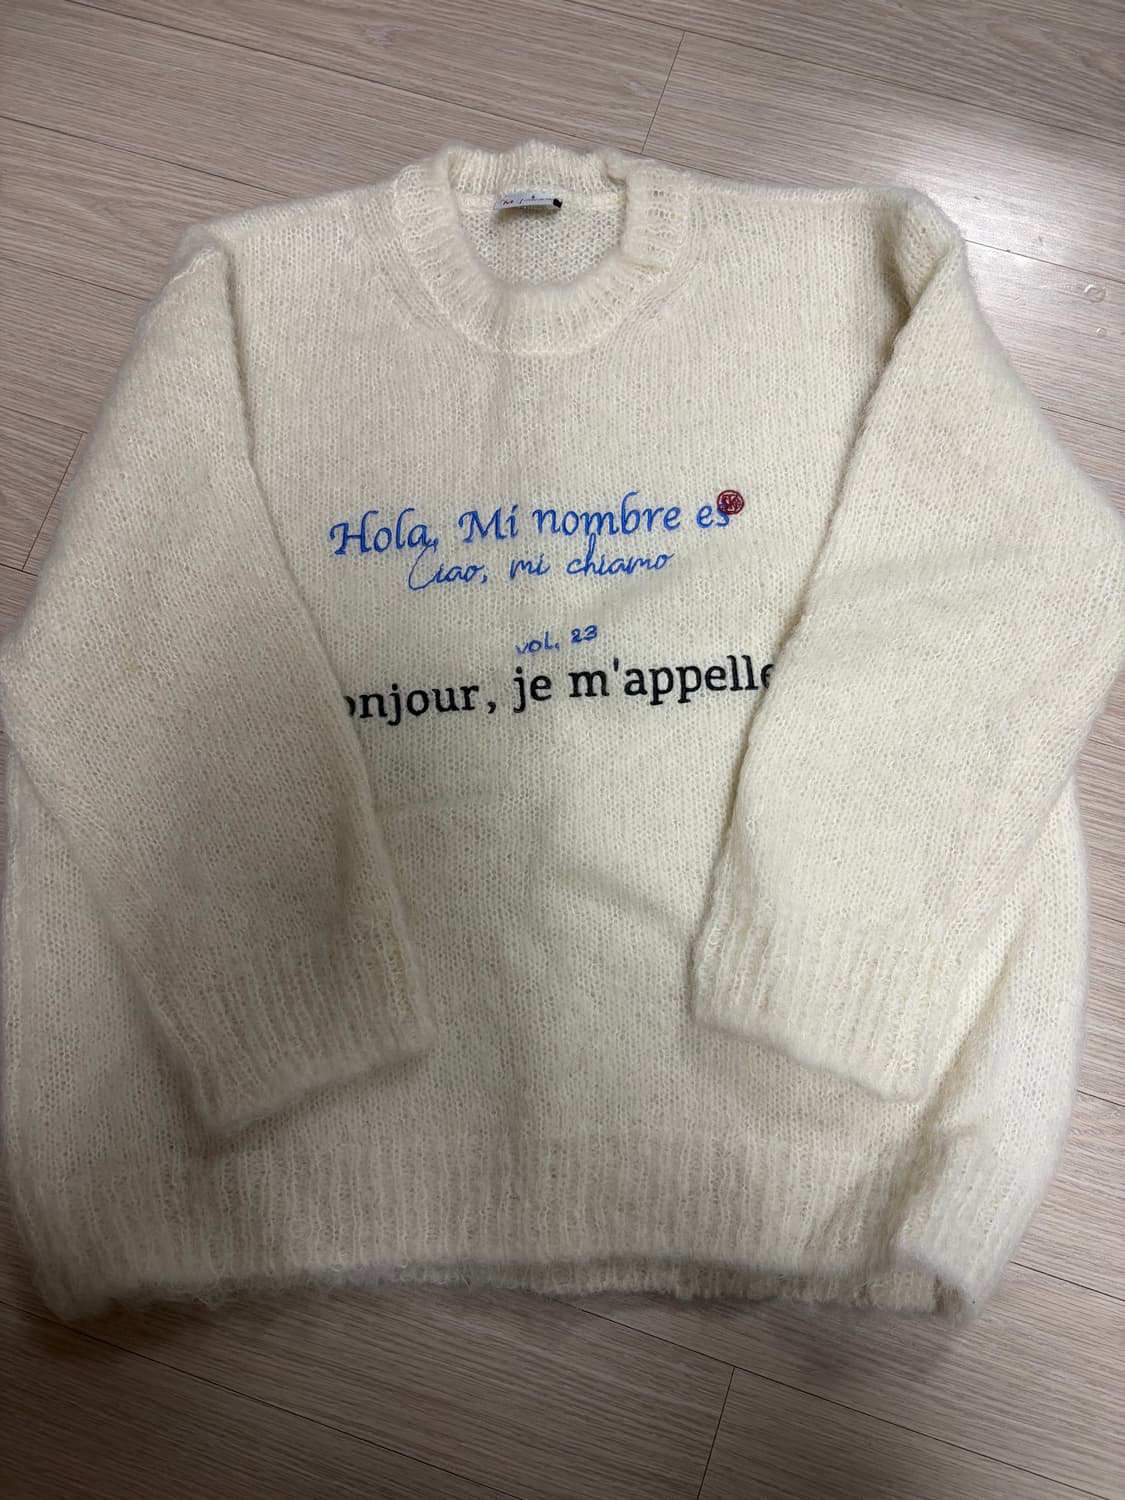 Hola, Mi nombre es
Ciao, mi chiamo
vol. 23
onjour, je m'appelle